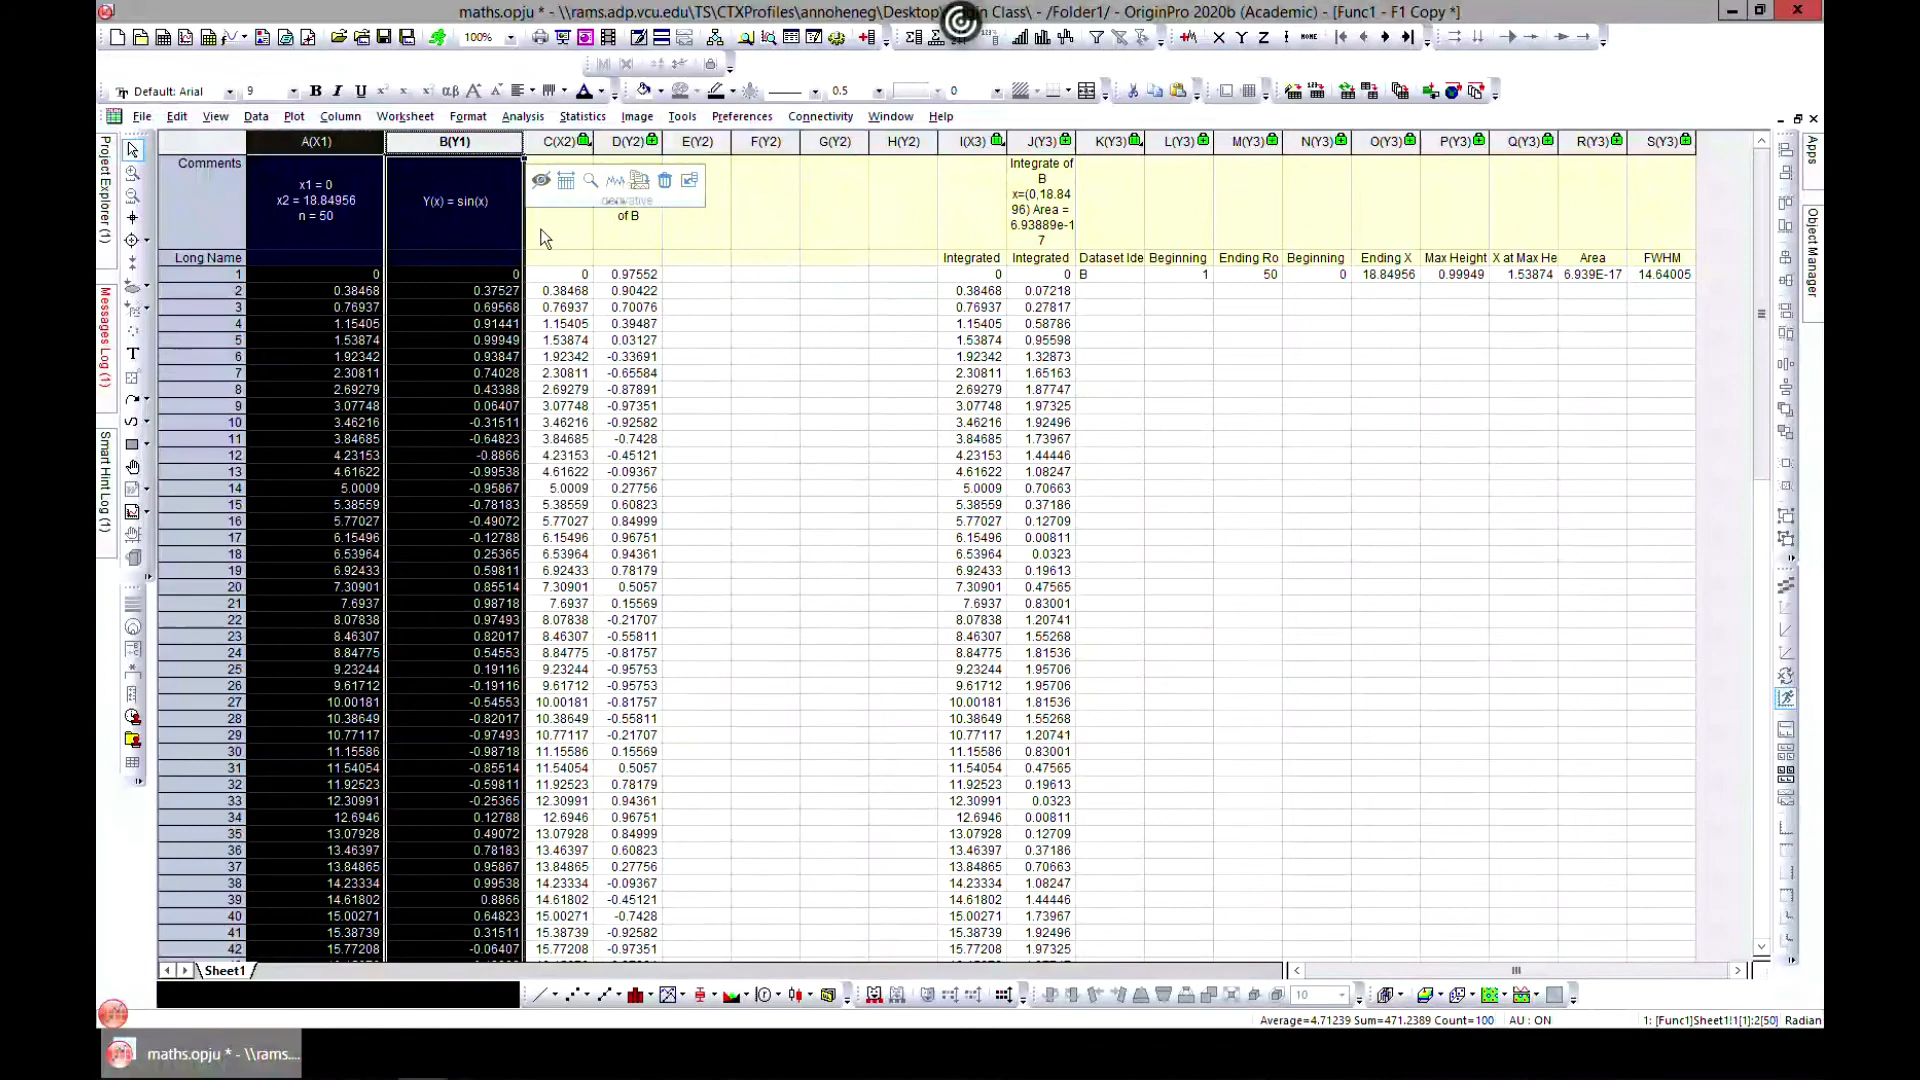 maths.opju * - \\rams.adp.vcu.edu\TS\CTXProfiles\annoheneg\Desktop\ in Class\ - /Folder1/ - OriginPro 2020b (Academic) - [Func1 - F1 Copy *]
100%
Default: Arial 9 B I U αβ A A A 0.5 0
File Edit View Data Plot Column Worksheet Format Analysis Statistics Image Tools Preferences Connectivity Window Help
A(X1) B(Y1) C(X2) D(Y2) E(Y2) F(Y2) G(Y2) H(Y2) I(X3) J(Y3) K(Y3) L(Y3) M(Y3) N(Y3) O(Y3) P(Y3) Q(Y3) R(Y3) S(Y3)
Comments
x1 = 0
x2 = 18.84956
n = 50
Y(x) = sin(x)
derivative
of B
Integrate of
B
x=(0,18.84
96) Area =
6.93889e-1
7
Long Name Integrated Integrated Dataset Ide Beginning Ending Ro Beginning Ending X Max Height X at Max He Area FWHM
1 0 0 0 0.97552 0 0 B 1 50 0 18.84956 0.99949 1.53874 6.939E-17 14.64005
2 0.38468 0.37527 0.38468 0.90422 0.38468 0.07218
3 0.76937 0.69568 0.76937 0.70076 0.76937 0.27817
4 1.15405 0.91441 1.15405 0.39487 1.15405 0.58786
5 1.53874 0.99949 1.53874 0.03127 1.53874 0.95598
6 1.92342 0.93847 1.92342 -0.33691 1.92342 1.32873
7 2.30811 0.74028 2.30811 -0.65584 2.30811 1.65163
8 2.69279 0.43388 2.69279 -0.87891 2.69279 1.87747
9 3.07748 0.06407 3.07748 -0.97351 3.07748 1.97325
10 3.46216 -0.31511 3.46216 -0.92582 3.46216 1.92496
11 3.84685 -0.64823 3.84685 -0.7428 3.84685 1.73967
12 4.23153 -0.8866 4.23153 -0.45121 4.23153 1.44446
13 4.61622 -0.99538 4.61622 -0.09367 4.61622 1.08247
14 5.0009 -0.95867 5.0009 0.27756 5.0009 0.70663
15 5.38559 -0.78183 5.38559 0.60823 5.38559 0.37186
16 5.77027 -0.49072 5.77027 0.84999 5.77027 0.12709
17 6.15496 -0.12788 6.15496 0.96751 6.15496 0.00811
18 6.53964 0.25365 6.53964 0.94361 6.53964 0.0323
19 6.92433 0.59811 6.92433 0.78179 6.92433 0.19613
20 7.30901 0.85514 7.30901 0.5057 7.30901 0.47565
21 7.6937 0.98718 7.6937 0.15569 7.6937 0.83001
22 8.07838 0.97493 8.07838 -0.21707 8.07838 1.20741
23 8.46307 0.82017 8.46307 -0.55811 8.46307 1.55268
24 8.84775 0.54553 8.84775 -0.81757 8.84775 1.81536
25 9.23244 0.19116 9.23244 -0.95753 9.23244 1.95706
26 9.61712 -0.19116 9.61712 -0.95753 9.61712 1.95706
27 10.00181 -0.54553 10.00181 -0.81757 10.00181 1.81536
28 10.38649 -0.82017 10.38649 -0.55811 10.38649 1.55268
29 10.77117 -0.97493 10.77117 -0.21707 10.77117 1.20741
30 11.15586 -0.98718 11.15586 0.15569 11.15586 0.83001
31 11.54054 -0.85514 11.54054 0.5057 11.54054 0.47565
32 11.92523 -0.59811 11.92523 0.78179 11.92523 0.19613
33 12.30991 -0.25365 12.30991 0.94361 12.30991 0.0323
34 12.6946 0.12788 12.6946 0.96751 12.6946 0.00811
35 13.07928 0.49072 13.07928 0.84999 13.07928 0.12709
36 13.46397 0.78183 13.46397 0.60823 13.46397 0.37186
37 13.84865 0.95867 13.84865 0.27756 13.84865 0.70663
38 14.23334 0.99538 14.23334 -0.09367 14.23334 1.08247
39 14.61802 0.8866 14.61802 -0.45121 14.61802 1.44446
40 15.00271 0.64823 15.00271 -0.7428 15.00271 1.73967
41 15.38739 0.31511 15.38739 -0.92582 15.38739 1.92496
42 15.77208 -0.06407 15.77208 -0.97351 15.77208 1.97325
Project Explorer (1)
Messages Log (1)
Smart Hint Log (1)
Apps
Object Manager
Sheet1
10
Average=4.71239 Sum=471.2389 Count=100 AU : ON 1: [Func1]Sheet1!1[1]:2[50] Radian
maths.opju * - \\rams....